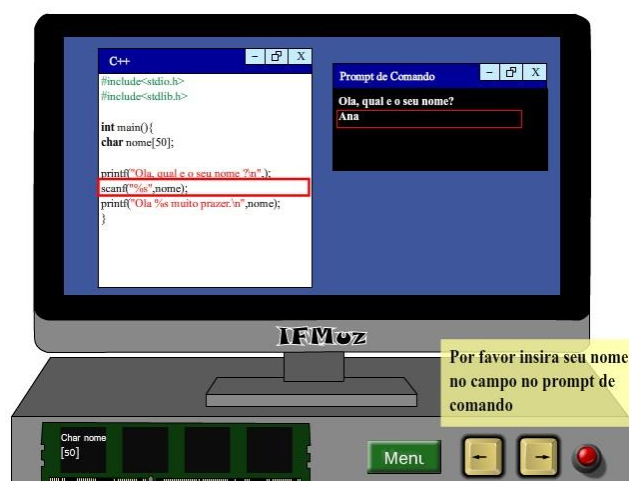 C++
#include<stdio.h>
#include<stdlib.h>
int main(){
char nome[50];
printf("Ola, qual e o seu nome ?\n",);
scanf("%s",nome);
printf("Ola %s muito prazer.\n",nome);
}
Prompt de Comando
Ola, qual e o seu nome?
Ana
IFMuz
Por favor insira seu nome
no campo no prompt de
comando
Char nome
[50]
Menu